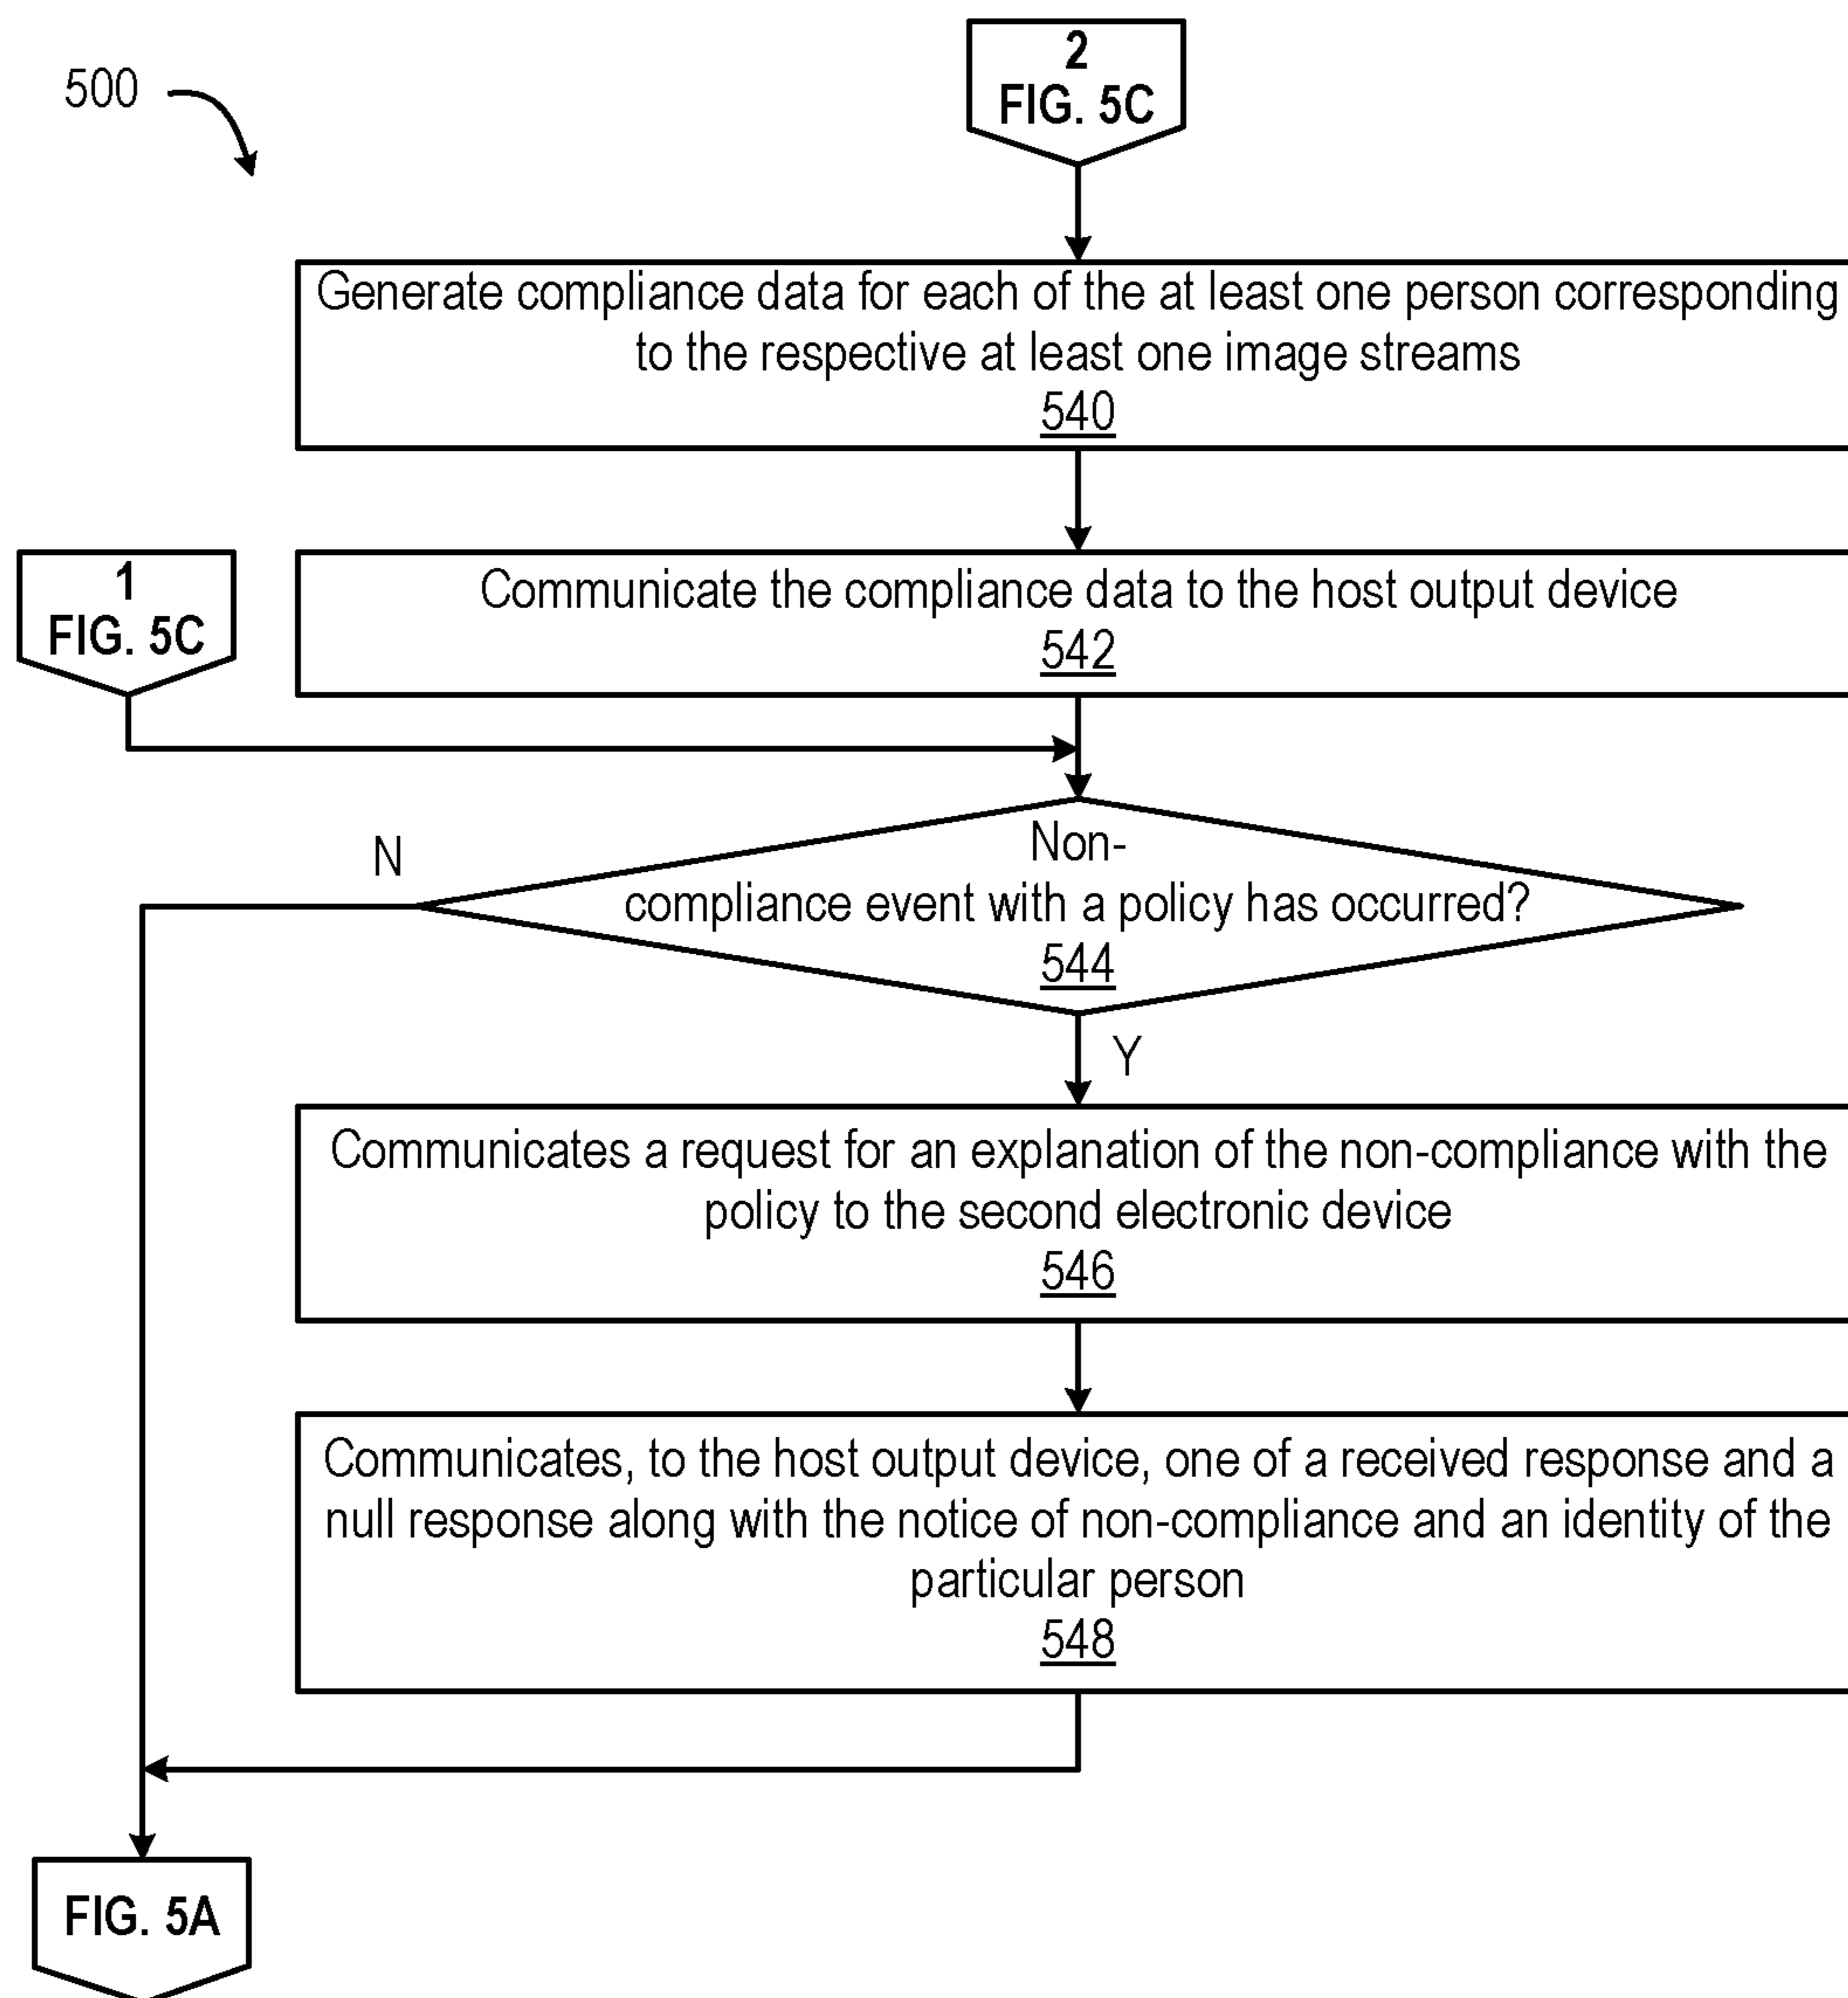 500
2
FIG. 5C
Generate compliance data for each of the at least one person corresponding
to the respective at least one image streams
540
1
FIG. 5C
Communicate the compliance data to the host output device
542
N
Non-
compliance event with a policy has occurred?
544
Y
Communicates a request for an explanation of the non-compliance with the
policy to the second electronic device
546
Communicates, to the host output device, one of a received response and a
null response along with the notice of non-compliance and an identity of the
particular person
548
FIG. 5A